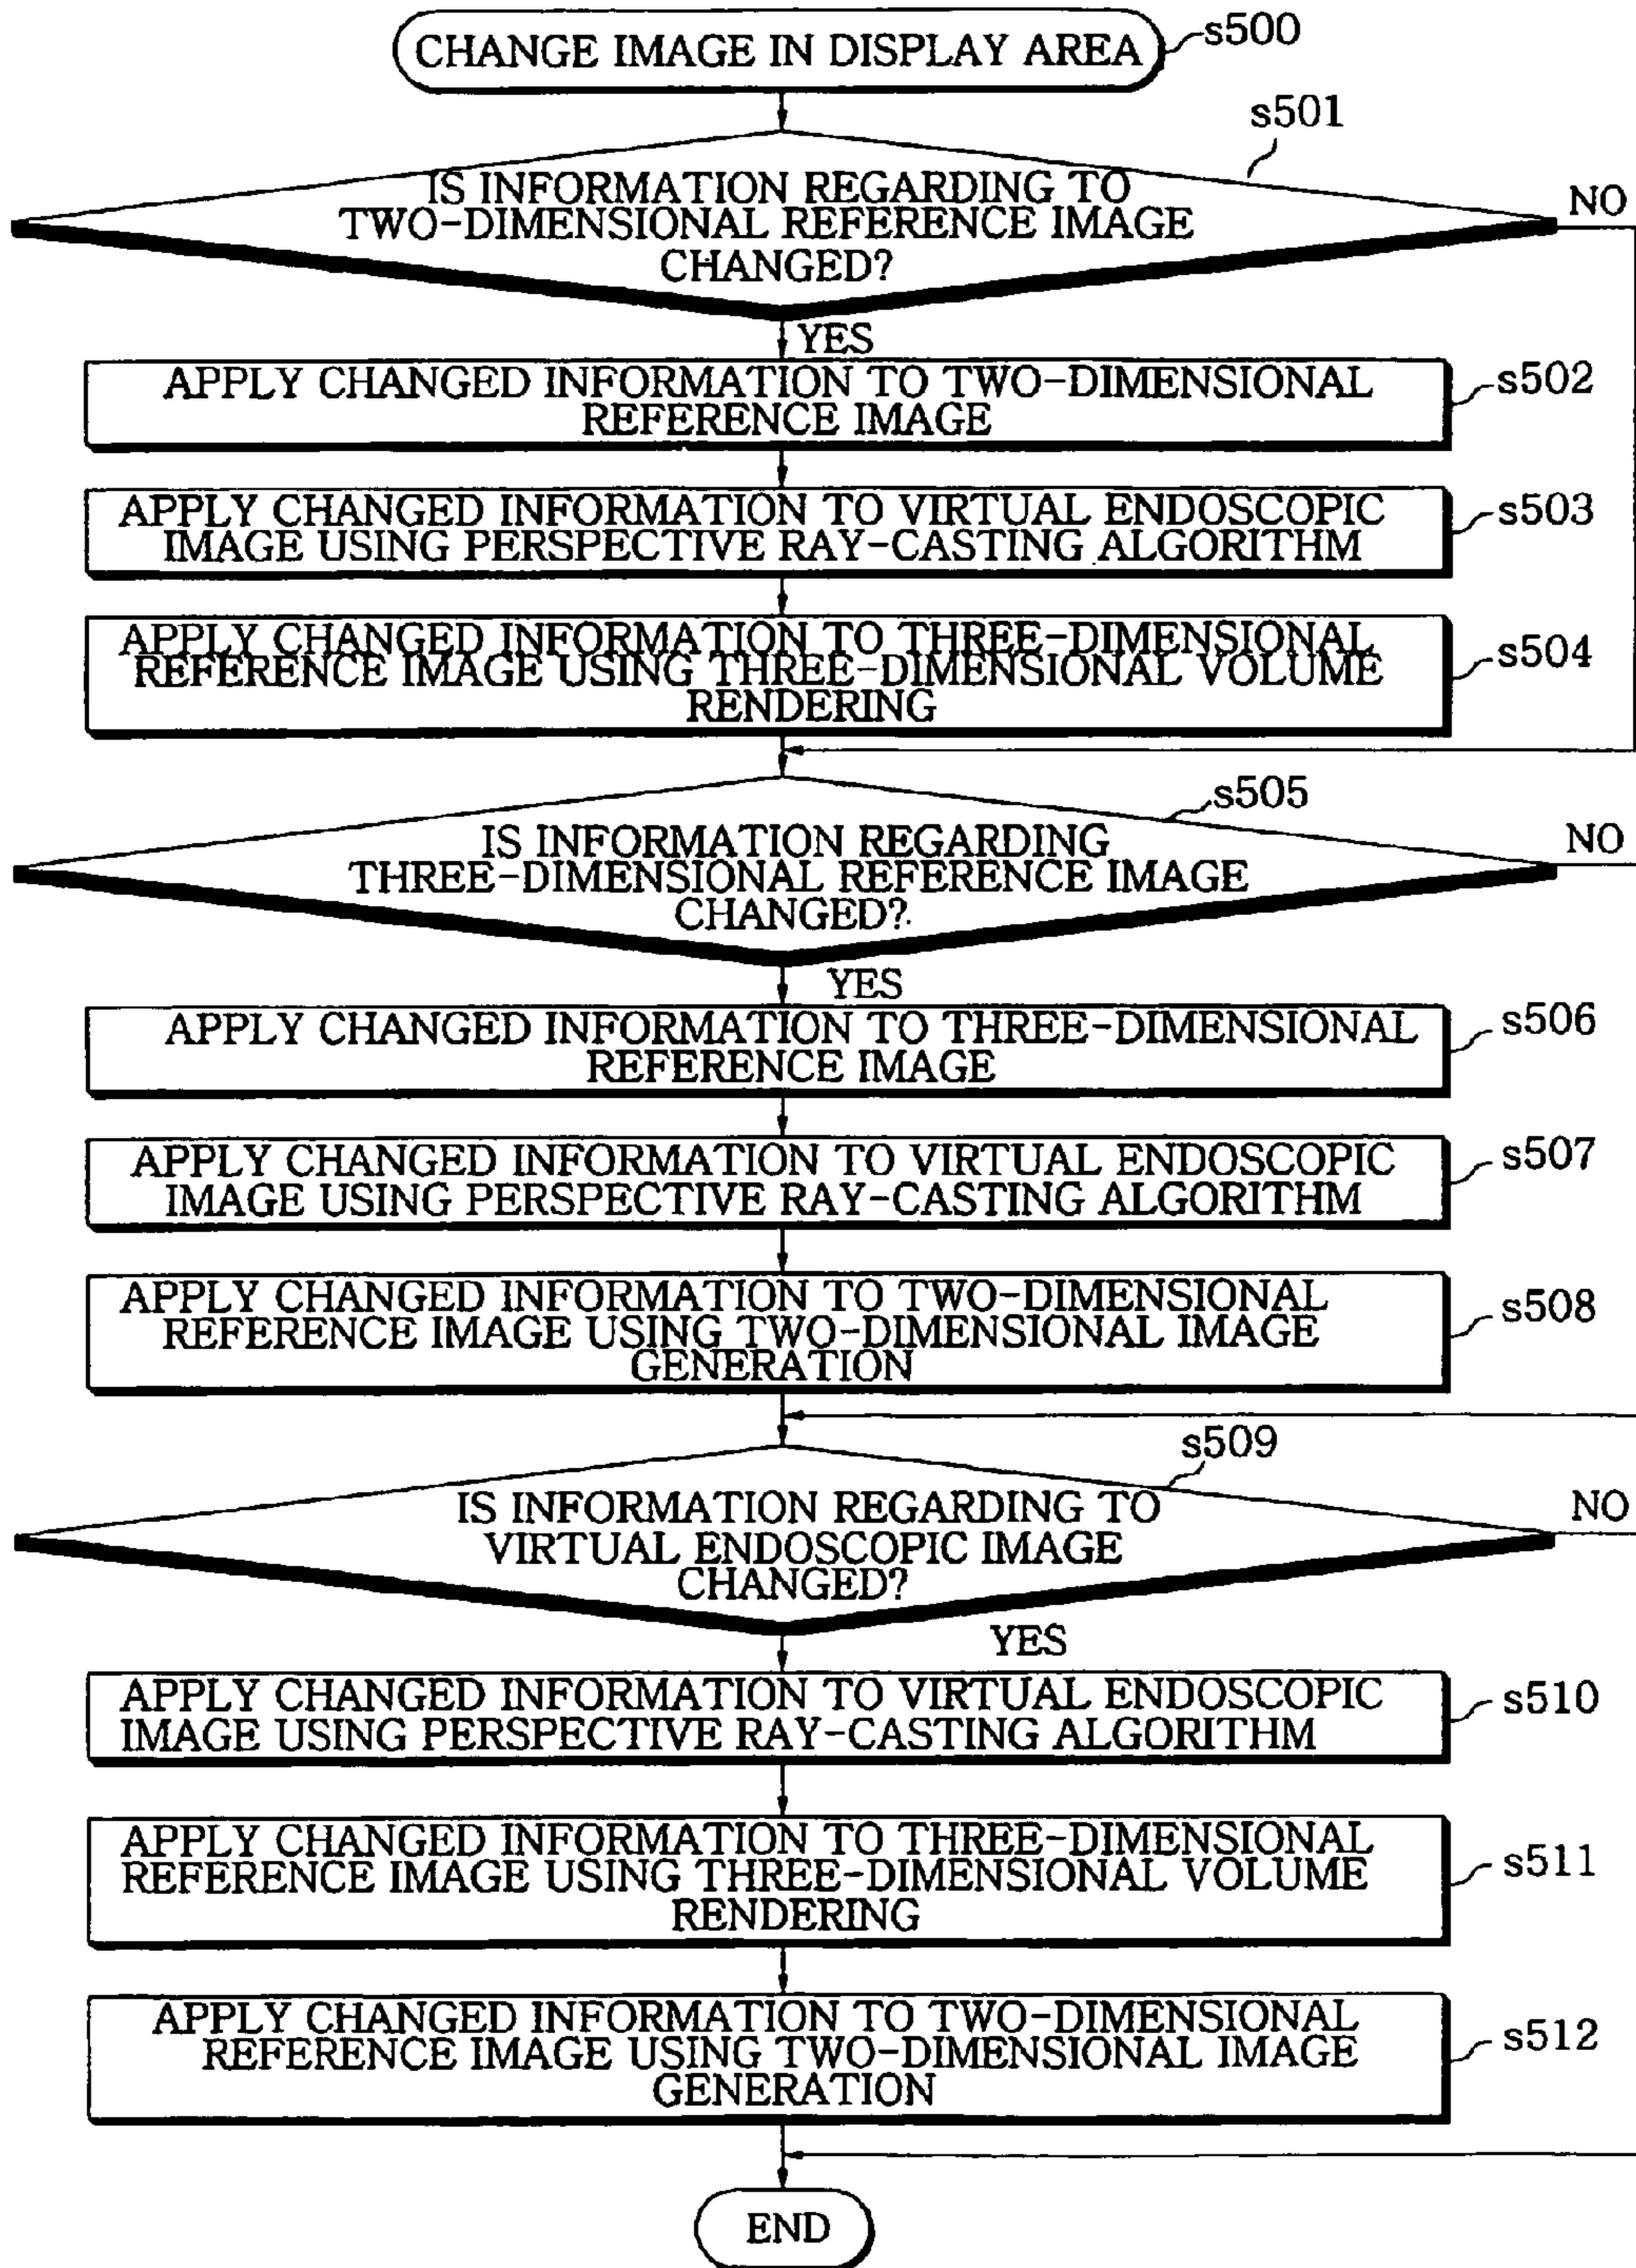 CHANGE IMAGE IN DISPLAY AREA
s500
s501
IS INFORMATION REGARDING TO
TWO-DIMENSIONAL REFERENCE IMAGE
CHANGED?
NO
YES
APPLY CHANGED INFORMATION TO TWO-DIMENSIONAL
REFERENCE IMAGE
s502
APPLY CHANGED INFORMATION TO VIRTUAL ENDOSCOPIC
IMAGE USING PERSPECTIVE RAY-CASTING ALGORITHM
s503
APPLY CHANGED INFORMATION TO THREE-DIMENSIONAL
REFERENCE IMAGE USING THREE-DIMENSIONAL VOLUME
RENDERING
s504
s505
IS INFORMATION REGARDING
THREE-DIMENSIONAL REFERENCE IMAGE
CHANGED?
NO
YES
APPLY CHANGED INFORMATION TO THREE-DIMENSIONAL
REFERENCE IMAGE
s506
APPLY CHANGED INFORMATION TO VIRTUAL ENDOSCOPIC
IMAGE USING PERSPECTIVE RAY-CASTING ALGORITHM
s507
APPLY CHANGED INFORMATION TO TWO-DIMENSIONAL
REFERENCE IMAGE USING TWO-DIMENSIONAL IMAGE
GENERATION
s508
s509
IS INFORMATION REGARDING TO
VIRTUAL ENDOSCOPIC IMAGE
CHANGED?
NO
YES
APPLY CHANGED INFORMATION TO VIRTUAL ENDOSCOPIC
IMAGE USING PERSPECTIVE RAY-CASTING ALGORITHM
s510
APPLY CHANGED INFORMATION TO THREE-DIMENSIONAL
REFERENCE IMAGE USING THREE-DIMENSIONAL VOLUME
RENDERING
s511
APPLY CHANGED INFORMATION TO TWO-DIMENSIONAL
REFERENCE IMAGE USING TWO-DIMENSIONAL IMAGE
GENERATION
s512
END